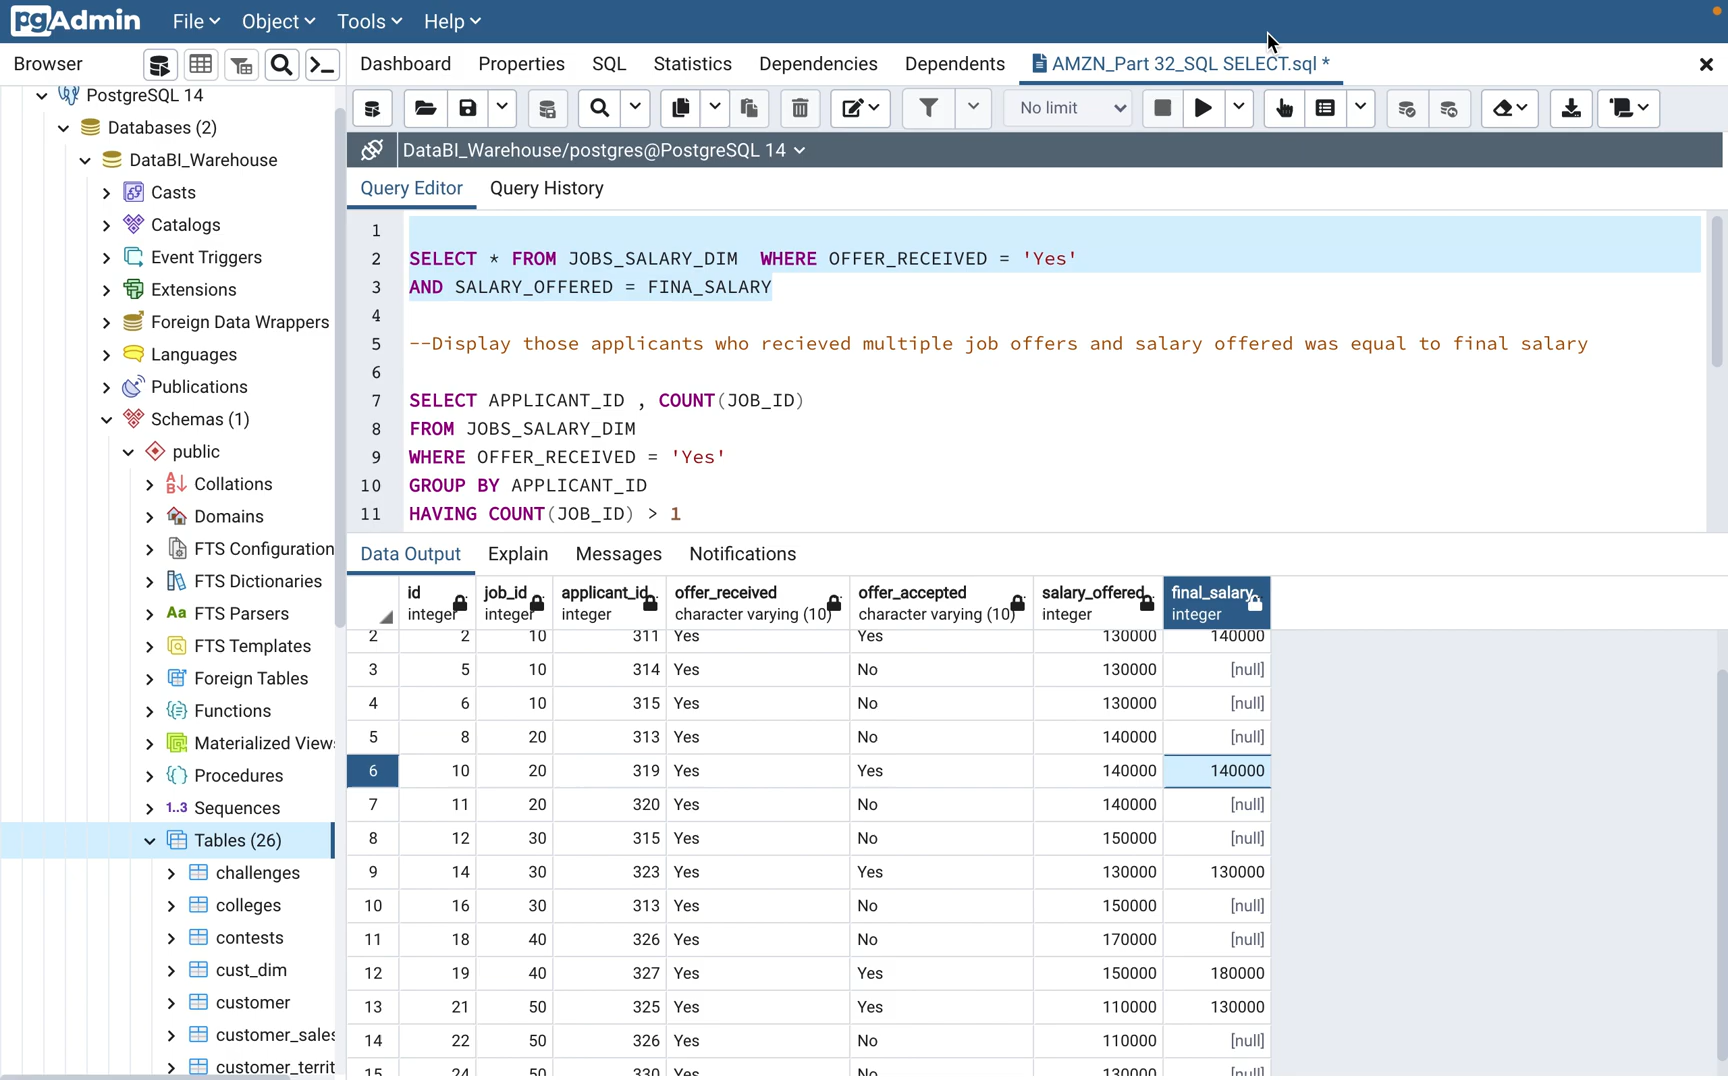 pgAdmin File Object Tools Help
Browser
Dashboard Properties SQL Statistics Dependencies Dependents AMZN_Part 32_SQL SELECT.sql *
No limit
DataBI_Warehouse/postgres@PostgreSQL 14
Query Editor Query History
PostgreSQL 14
Databases (2)
DataBI_Warehouse
Casts
Catalogs
Event Triggers
Extensions
Foreign Data Wrappers
Languages
Publications
Schemas (1)
public
Collations
Domains
FTS Configuration
FTS Dictionaries
Aa FTS Parsers
FTS Templates
Foreign Tables
Functions
Materialized View
Procedures
1..3 Sequences
Tables (26)
challenges
colleges
contests
cust_dim
customer
customer_sales
customer_territ
1
2 SELECT * FROM JOBS_SALARY_DIM WHERE OFFER_RECEIVED = 'Yes'
3 AND SALARY_OFFERED = FINA_SALARY
4
5 --Display those applicants who recieved multiple job offers and salary offered was equal to final salary
6
7 SELECT APPLICANT_ID , COUNT(JOB_ID)
8 FROM JOBS_SALARY_DIM
9 WHERE OFFER_RECEIVED = 'Yes'
10 GROUP BY APPLICANT_ID
11 HAVING COUNT(JOB_ID) > 1
Data Output Explain Messages Notifications
id job_id applicant_id offer_received offer_accepted salary_offered final_salary
integer integer integer character varying (10) character varying (10) integer integer
2 2 10 311 Yes Yes 130000 140000
3 5 10 314 Yes No 130000 [null]
4 6 10 315 Yes No 130000 [null]
5 8 20 313 Yes No 140000 [null]
6 10 20 319 Yes Yes 140000 140000
7 11 20 320 Yes No 140000 [null]
8 12 30 315 Yes No 150000 [null]
9 14 30 323 Yes Yes 130000 130000
10 16 30 313 Yes No 150000 [null]
11 18 40 326 Yes No 170000 [null]
12 19 40 327 Yes Yes 150000 180000
13 21 50 325 Yes Yes 110000 130000
14 22 50 326 Yes No 110000 [null]
15 24 50 330 Yes No 130000 [null]